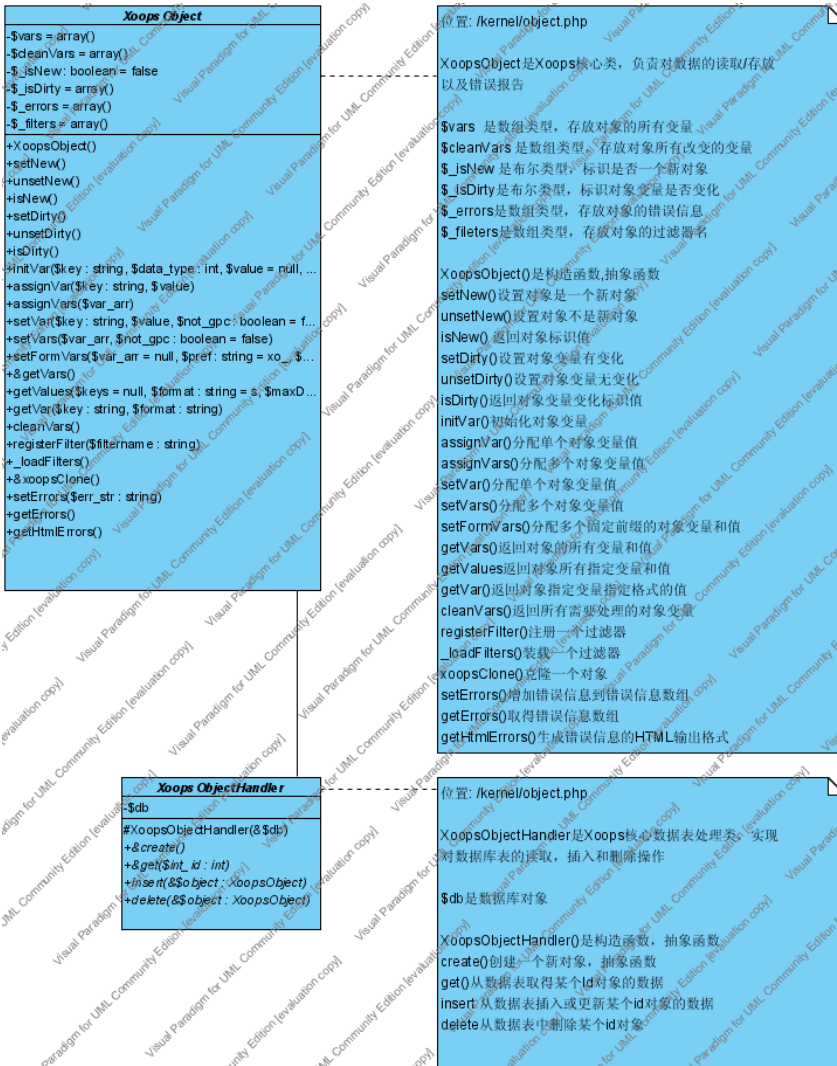 Xoops Object
-$vars = array()
-$cleanVars = array()
-$_isNew: boolean = false
-$_isDirty = array()
-$_errors = array()
-$_filters = array()
+XoopsObject()
+setNew()
+unsetNew()
+isNew()
+setDirty()
+unsetDirty()
+isDirty()
+initVar($key : string, $data_type : int, $value = null, ...
+assignVar($key : string, $value)
+assignVars($var_arr)
+setVar($key : string, $value, $not_gpc : boolean = f...
+setVars($var_arr, $not_gpc : boolean = false)
+setFormVars($var_arr = null, $pref : string = xo_, $...
+&getVars()
+getValues($keys = null, $format : string = s, $maxD...
+getVar($key : string, $format : string)
+cleanVars()
+registerFilter($filtername : string)
+_loadFilters()
+&xoopsClone()
+setErrors($err_str : string)
+getErrors()
+getHtmlErrors()
位置: /kernel/object.php
XoopsObject是Xoops核心类，负责对数据的读取/存放
以及错误报告
$vars 是数组类型，存放对象的所有变量
$cleanVars 是数组类型，存放对象所有改变的变量
$_isNew 是布尔类型，标识是否一个新对象
$_isDirty是布尔类型，标识对象变量是否变化
$_errors是数组类型，存放对象的错误信息
$_fileters是数组类型，存放对象的过滤器名
XoopsObject()是构造函数,抽象函数
setNew()设置对象是一个新对象
unsetNew()设置对象不是新对象
isNew() 返回对象标识值
setDirty()设置对象变量有变化
unsetDirty()设置对象变量无变化
isDirty()返回对象变量变化标识值
initVar()初始化对象变量
assignVar()分配单个对象变量值
assignVars()分配多个对象变量值
setVar()分配单个对象变量值
setVars()分配多个对象变量值
setFormVars()分配多个固定前缀的对象变量和值
getVars()返回对象的所有变量和值
getValues返回对象所有指定变量和值
getVar()返回对象指定变量指定格式的值
cleanVars()返回所有需要处理的对象变量
registerFilter()注册一个过滤器
_loadFilters()装载一个过滤器
xoopsClone()克隆一个对象
setErrors()增加错误信息到错误信息数组
getErrors()取得错误信息数组
getHtmlErrors()生成错误信息的HTML输出格式
Xoops ObjectHandler
-$db
#XoopsObjectHandler(&$db)
+&create()
+&get($int_id : int)
+insert(&$object : XoopsObject)
+delete(&$object : XoopsObject)
位置: /kernel/object.php
XoopsObjectHandler是Xoops核心数据表处理类，实现
对数据库表的读取，插入和删除操作
$db是数据库对象
XoopsObjectHandler()是构造函数，抽象函数
create()创建一个新对象，抽象函数
get()从数据表取得某个Id对象的数据
insert 从数据表插入或更新某个id对象的数据
delete从数据表中删除某个id对象
Visual Paradigm for UML Community Edition [evaluation copy]